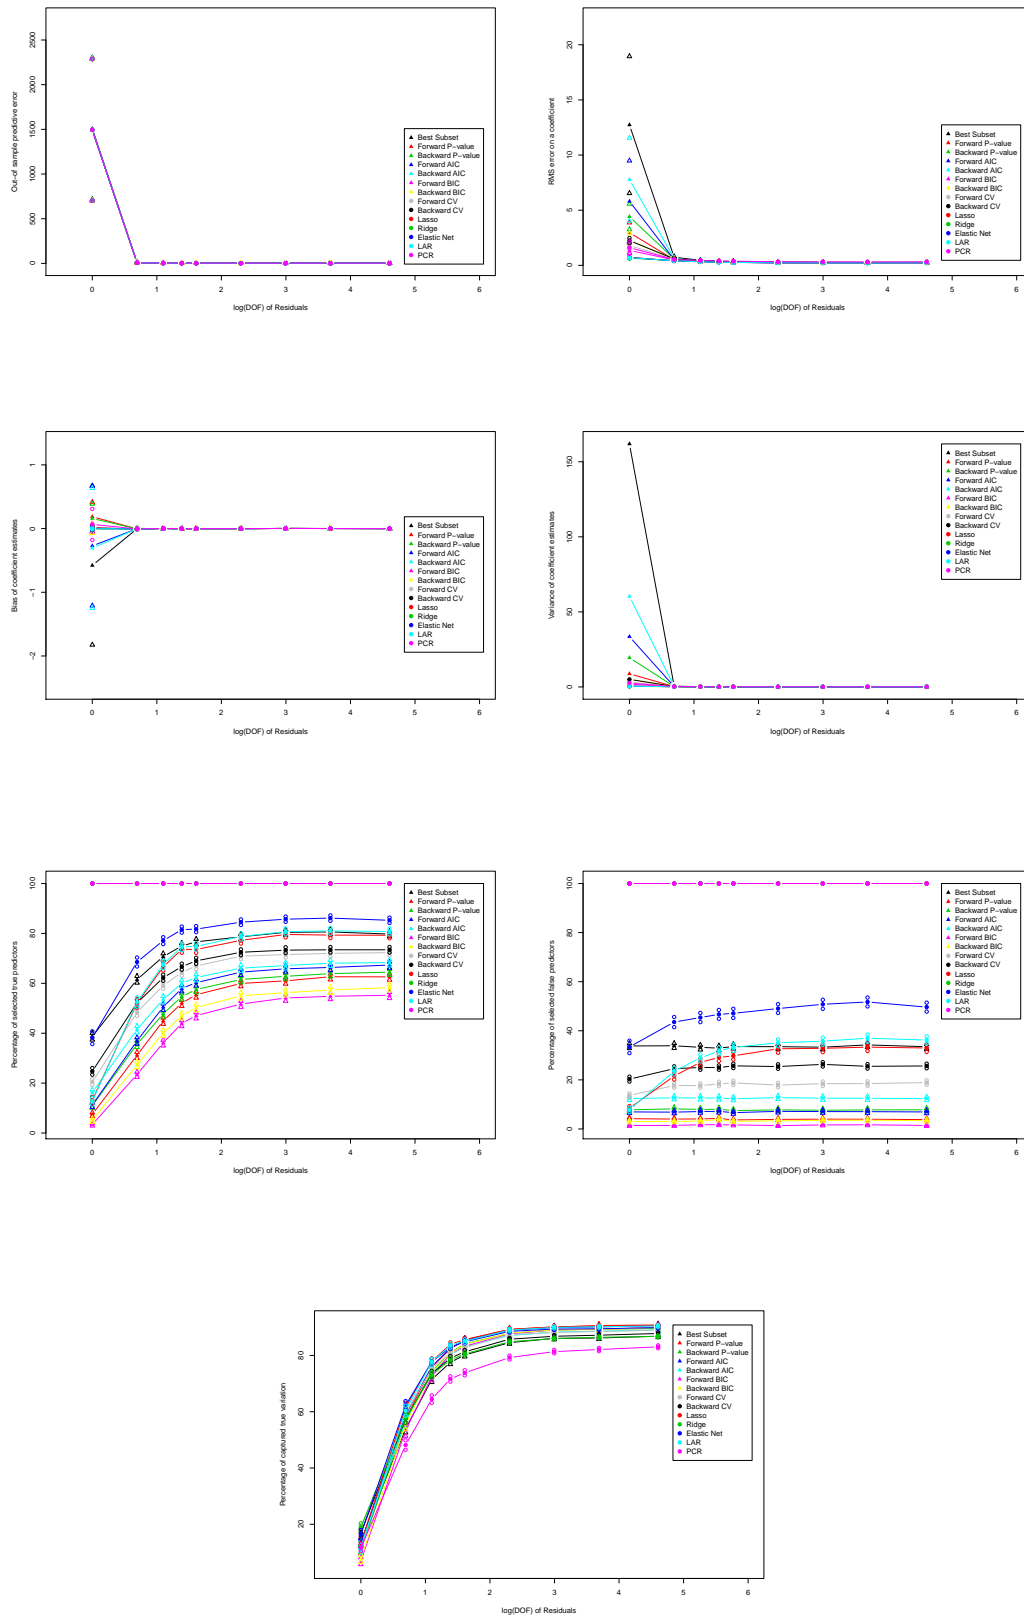 Out-of sample predictive error
0 500 1000 1500 2000 2500
0 1 2 3 4 5 6
log(DOF) of Residuals
Best Subset
Forward P-value
Backward P-value
Forward AIC
Backward AIC
Forward BIC
Backward BIC
Forward CV
Backward CV
Lasso
Ridge
Elastic Net
LAR
PCR
RMS error on a coefficient
0 5 10 15 20
0 1 2 3 4 5 6
log(DOF) of Residuals
Best Subset
Forward P-value
Backward P-value
Forward AIC
Backward AIC
Forward BIC
Backward BIC
Forward CV
Backward CV
Lasso
Ridge
Elastic Net
LAR
PCR
Bias of coefficient estimates
-2 -1 0 1
0 1 2 3 4 5 6
log(DOF) of Residuals
Best Subset
Forward P-value
Backward P-value
Forward AIC
Backward AIC
Forward BIC
Backward BIC
Forward CV
Backward CV
Lasso
Ridge
Elastic Net
LAR
PCR
Variance of coefficient estimates
0 50 100 150
0 1 2 3 4 5 6
log(DOF) of Residuals
Best Subset
Forward P-value
Backward P-value
Forward AIC
Backward AIC
Forward BIC
Backward BIC
Forward CV
Backward CV
Lasso
Ridge
Elastic Net
LAR
PCR
Percentage of selected true predictors
0 20 40 60 80 100
0 1 2 3 4 5 6
log(DOF) of Residuals
Best Subset
Forward P-value
Backward P-value
Forward AIC
Backward AIC
Forward BIC
Backward BIC
Forward CV
Backward CV
Lasso
Ridge
Elastic Net
LAR
PCR
Percentage of selected false predictors
0 20 40 60 80 100
0 1 2 3 4 5 6
log(DOF) of Residuals
Best Subset
Forward P-value
Backward P-value
Forward AIC
Backward AIC
Forward BIC
Backward BIC
Forward CV
Backward CV
Lasso
Ridge
Elastic Net
LAR
PCR
Percentage of captured true variation
20 40 60 80
0 1 2 3 4 5 6
log(DOF) of Residuals
Best Subset
Forward P-value
Backward P-value
Forward AIC
Backward AIC
Forward BIC
Backward BIC
Forward CV
Backward CV
Lasso
Ridge
Elastic Net
LAR
PCR